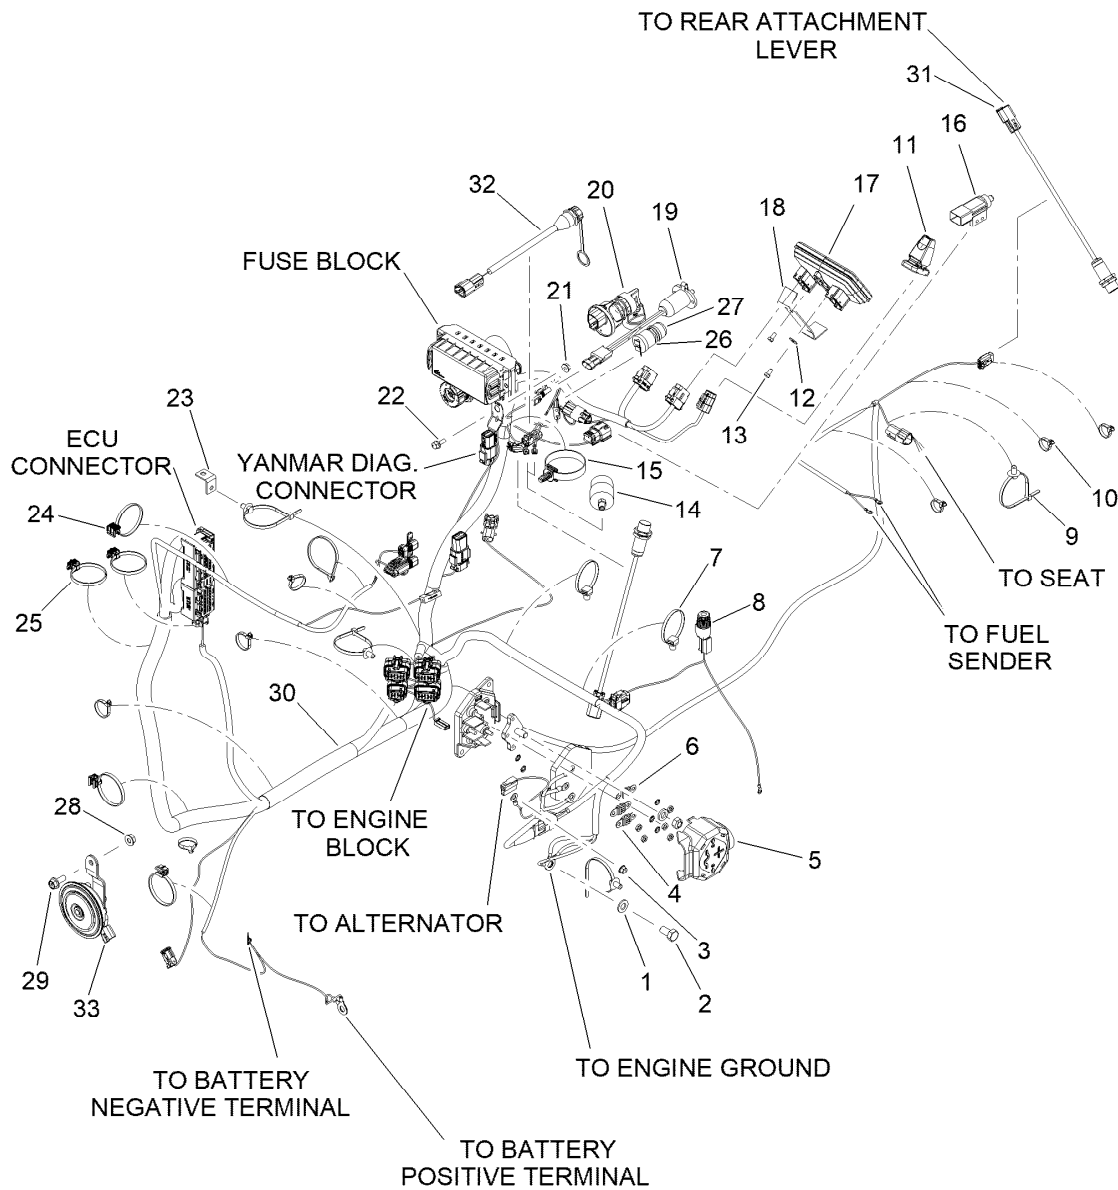 TO REAR ATTACHMENT
LEVER
31
16
11
17
18
19
20
32
FUSE BLOCK
21
27
26
12
13
22
23
ECU
CONNECTOR
YANMAR DIAG.
CONNECTOR
15
14
24
25
10
9
7
8
TO SEAT
TO FUEL
SENDER
30
6
28
TO ENGINE
BLOCK
5
4
TO ALTERNATOR
3
29
33
1
2
TO ENGINE GROUND
TO BATTERY
NEGATIVE TERMINAL
TO BATTERY
POSITIVE TERMINAL